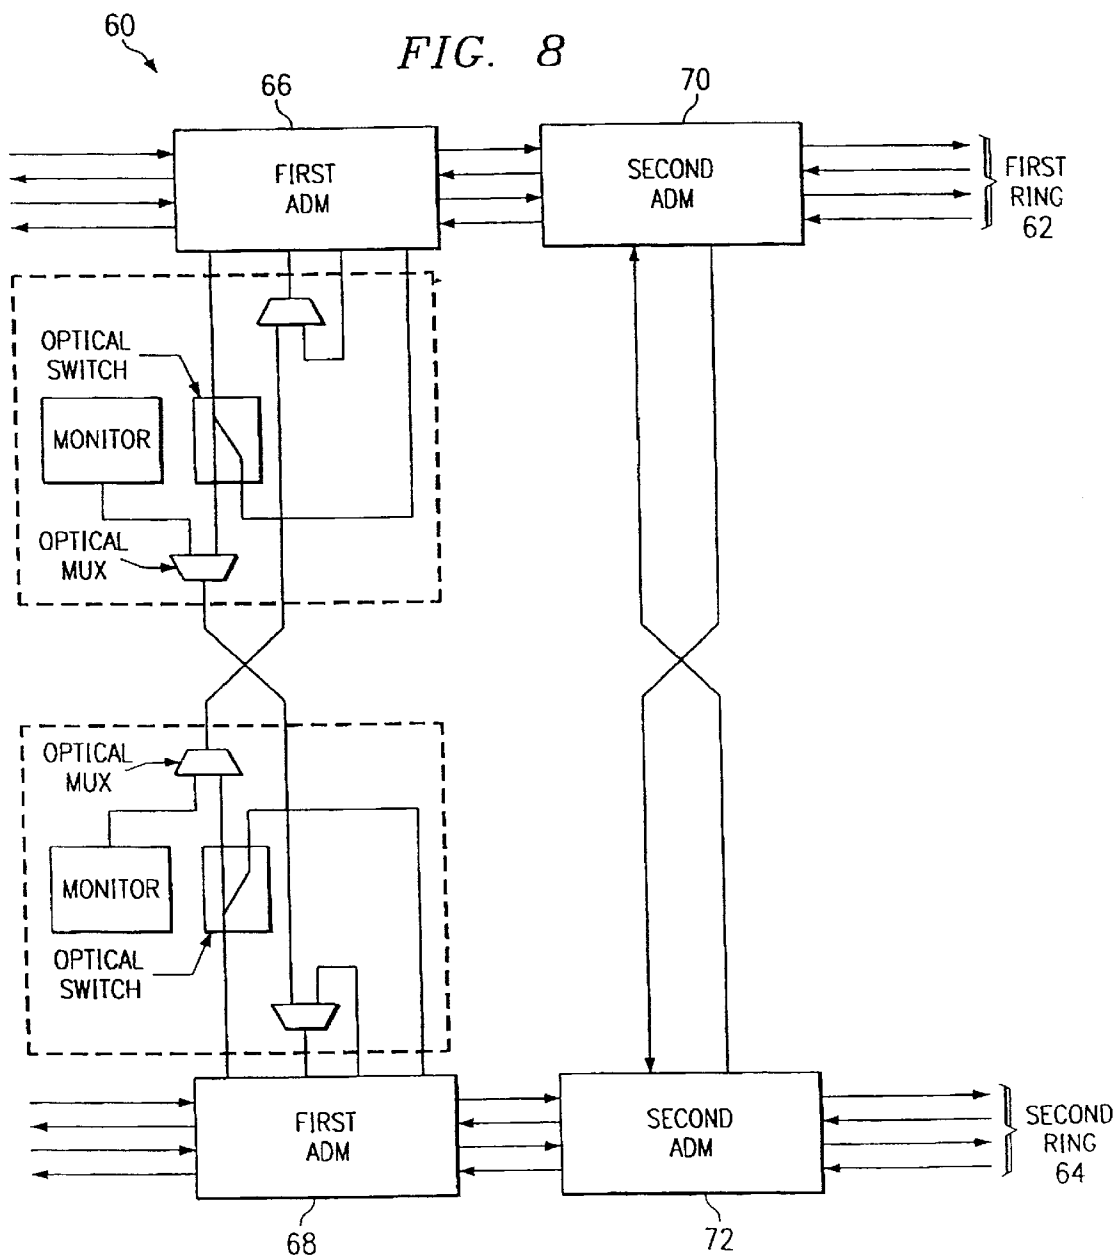 60
FIG. 8
66
70
FIRST
ADM
SECOND
ADM
FIRST
RING
62
OPTICAL
SWITCH
MONITOR
OPTICAL
MUX
OPTICAL
MUX
MONITOR
OPTICAL
SWITCH
FIRST
ADM
SECOND
ADM
SECOND
RING
64
68
72